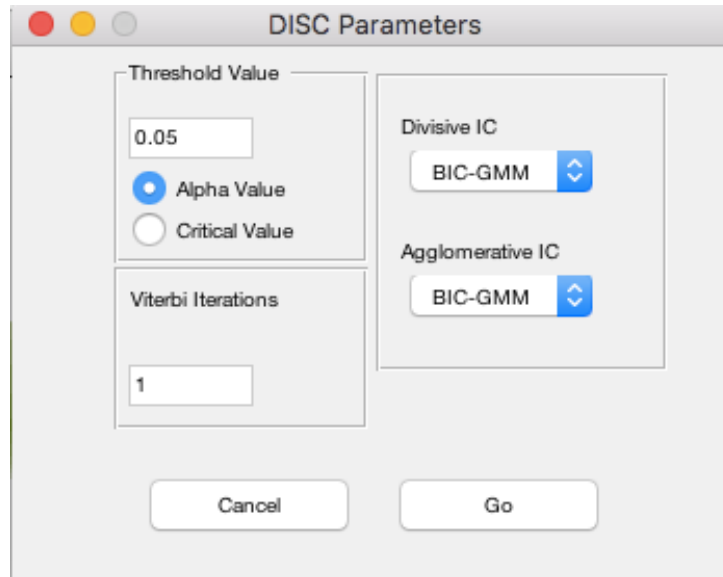 DISC Parameters
Threshold Value
0.05
Alpha Value
Critical Value
Viterbi Iterations
1
Divisive IC
BIC-GMM
Agglomerative IC
BIC-GMM
Cancel
Go